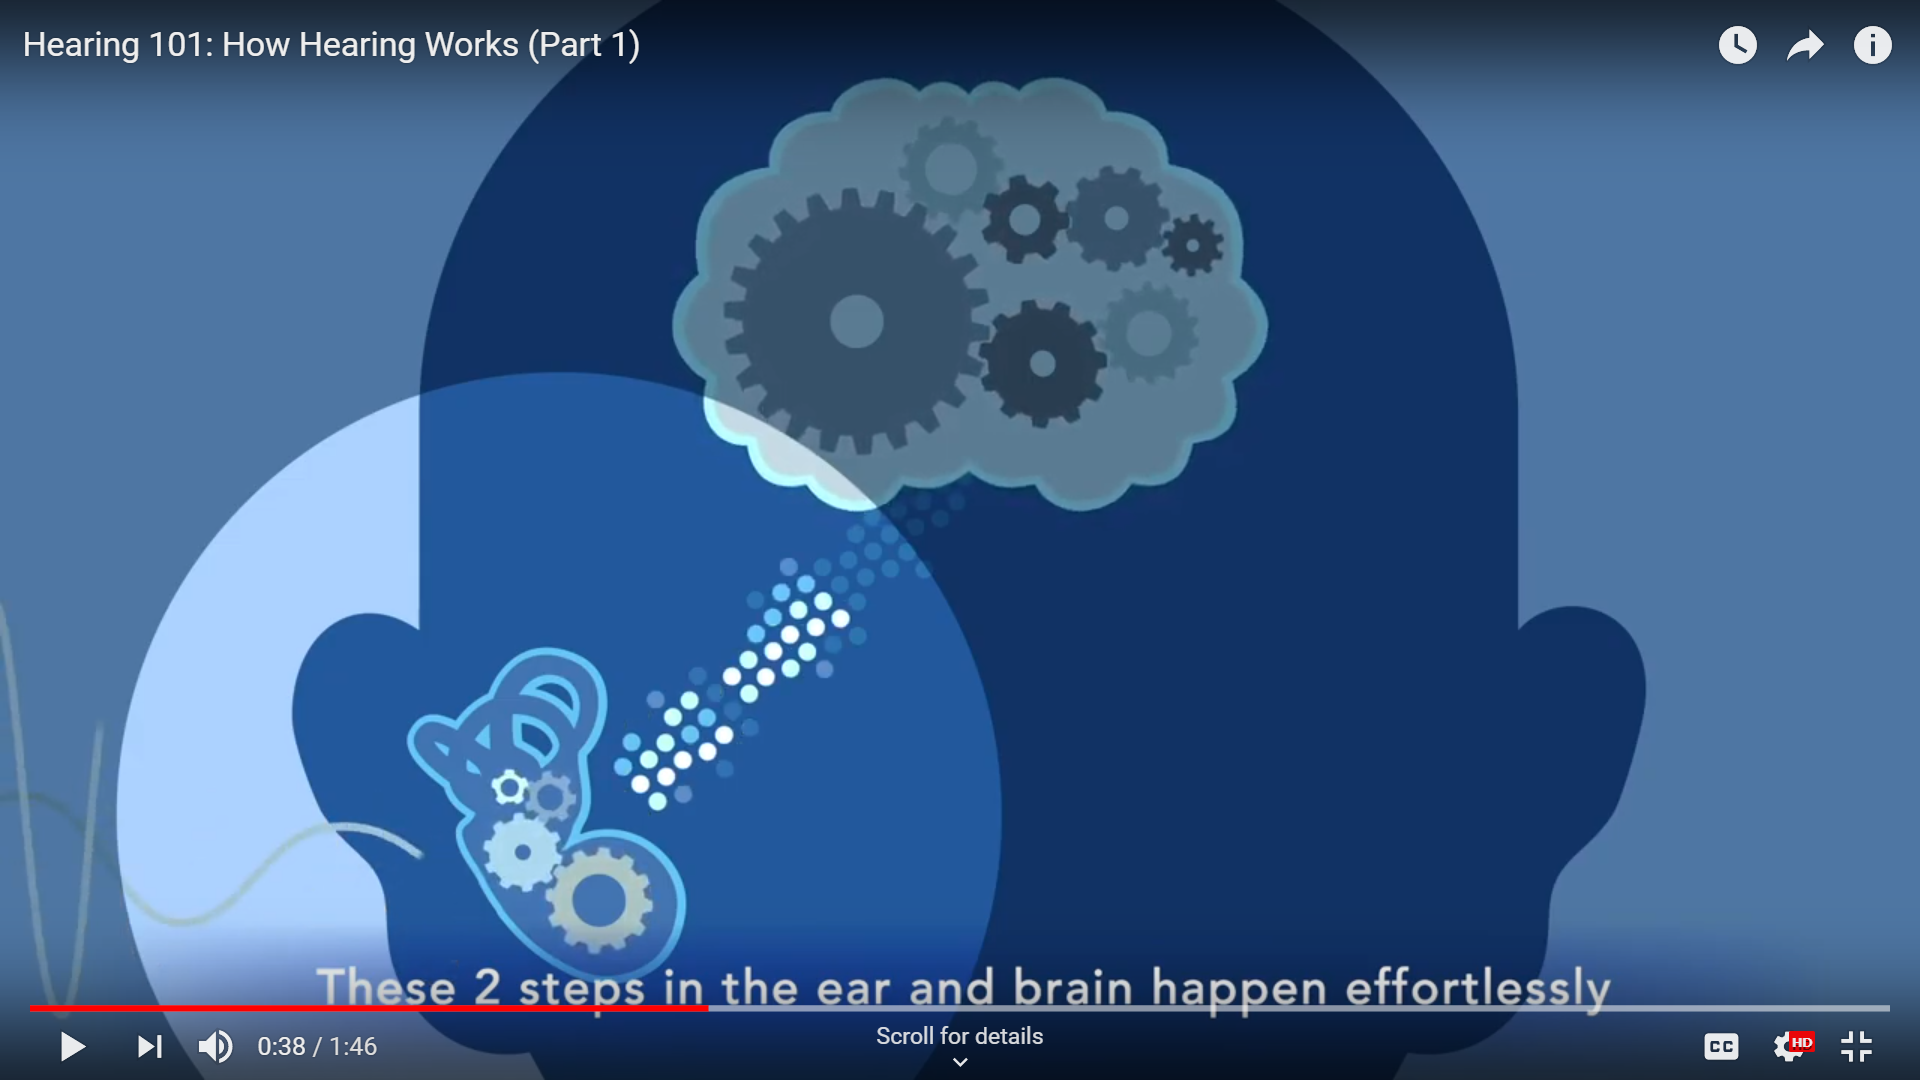 Hearing 101: How Hearing Works (Part 1)
These 2 steps in the ear and brain happen effortlessly
0:38 / 1:46
Scroll for details
CC
HD